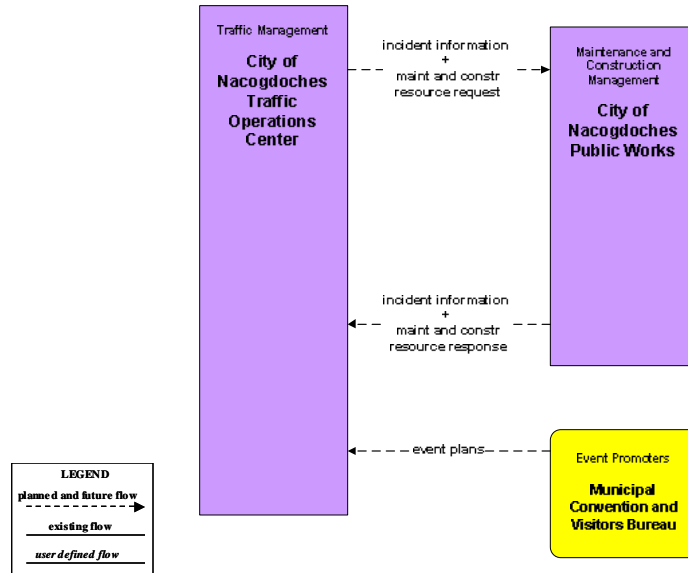 Traffic Management
City of
Nacogdoches
Traffic
Operations
Center
incident information
+
maint and constr
resource request
Maintenance and
Construction
Management
City of
Nacogdoches
Public Works
incident information
+
maint and constr
resource response
event plans
Event Promoters
Municipal
Convention and
Visitors Bureau
LEGEND
planned and future flow
existing flow
user defined flow